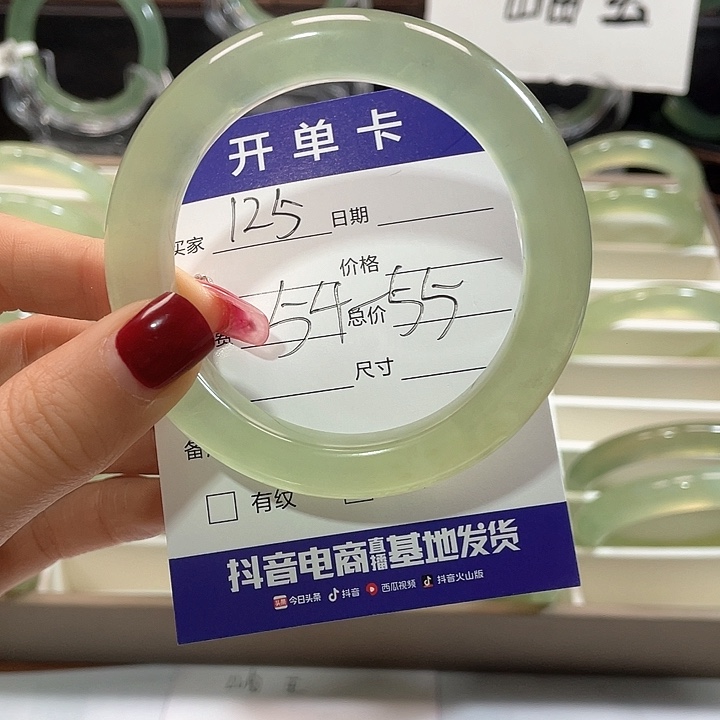 开单卡
买家 125 日期
价格
54-55
总价
尺寸
备
有纹
抖音电商直播基地发货
今日头条 抖音 西瓜视频 抖音火山版